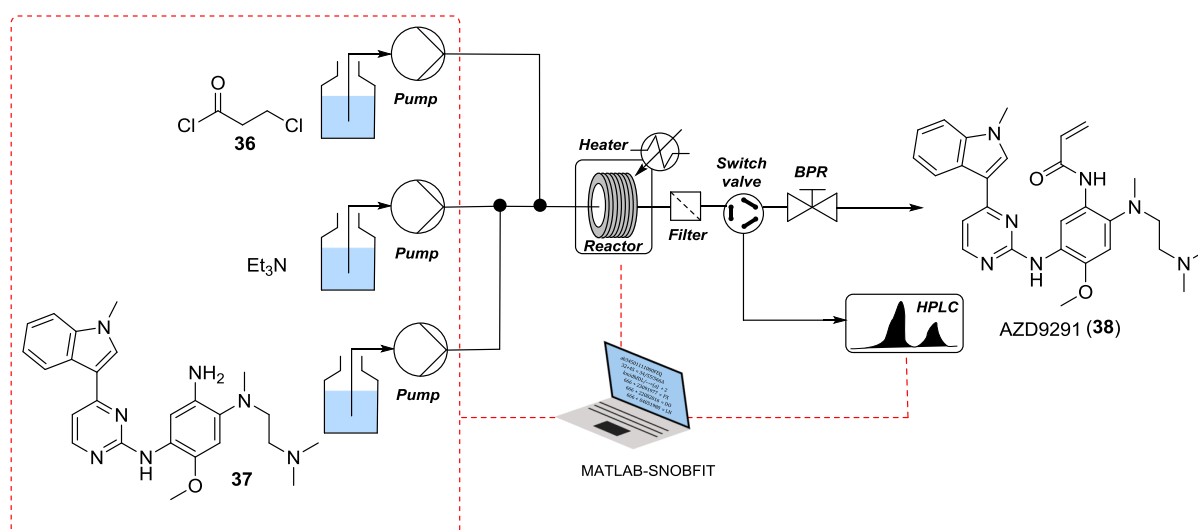 O
Cl
Cl
36
Pump
Et3N
Pump
N
NH2
N
N
N
N
H
O
N
37
Pump
Heater
Reactor
Filter
Switch
valve
BPR
HPLC
MATLAB-SNOBFIT
N
O
NH
N
N
N
N
H
O
N
AZD9291 (38)